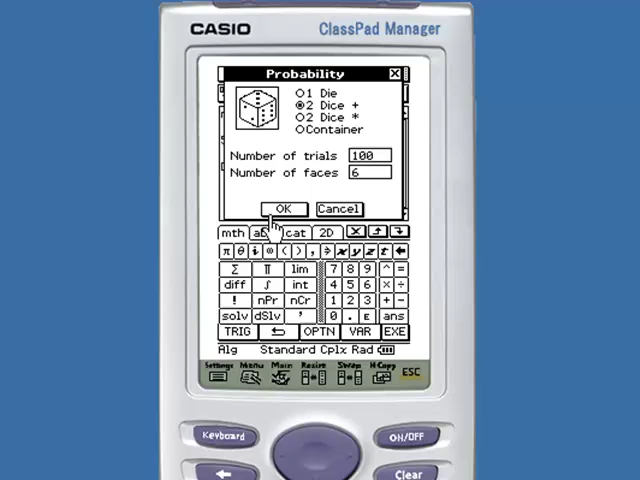 CASIO
ClassPad Manager
Probability
1 Die
2 Dice +
2 Dice *
Container
Number of trials 100
Number of faces 6
OK Cancel
mth cat 2D
π θ i ∞ ( ) , ⇒ x y z t ←
Σ Π lim 7 8 9 ^ =
diff ∫ int 4 5 6 × ÷
! nPr nCr 1 2 3 + −
solv dSlv ' 0 . E ans
TRIG OPTN VAR EXE
Alg Standard Cplx Rad
Settings Menu Main Resize Swap H-Copy ESC
Keyboard ON/OFF
Clear